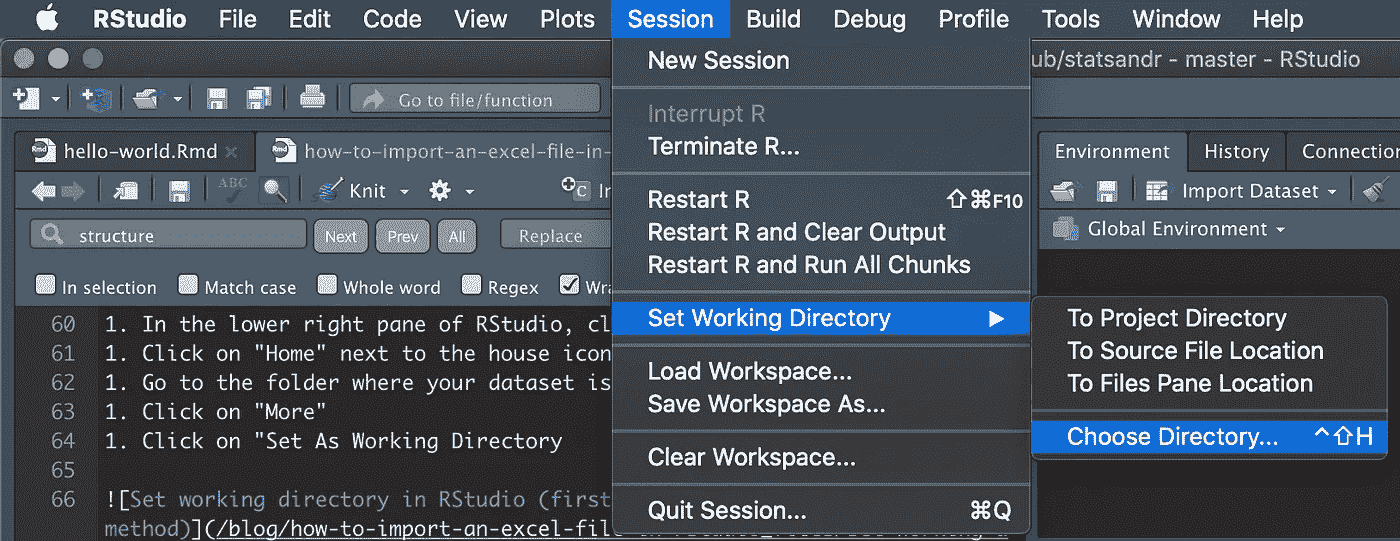 RStudio File Edit Code View Plots Session Build Debug Profile Tools Window Help
New Session
ub/statsandr - master - RStudio
Go to file/function
Interrupt R
Terminate R...
hello-world.Rmd
how-to-import-an-excel-file-in-
Environment History Connection
ABC
Knit
Restart R ⇧⌘F10
Import Dataset
structure Next Prev All Replace
Restart R and Clear Output
Global Environment
In selection Match case Whole word Regex Wra
Restart R and Run All Chunks
60 1. In the lower right pane of RStudio, cl
Set Working Directory ▶
To Project Directory
61 1. Click on "Home" next to the house icon
To Source File Location
62 1. Go to the folder where your dataset is
Load Workspace...
To Files Pane Location
63 1. Click on "More"
Save Workspace As...
64 1. Click on "Set As Working Directory
Choose Directory... ^⇧H
65
Clear Workspace...
66 ![Set working directory in RStudio (first
Quit Session... ⌘Q
method)](/blog/how-to-import-an-excel-file-